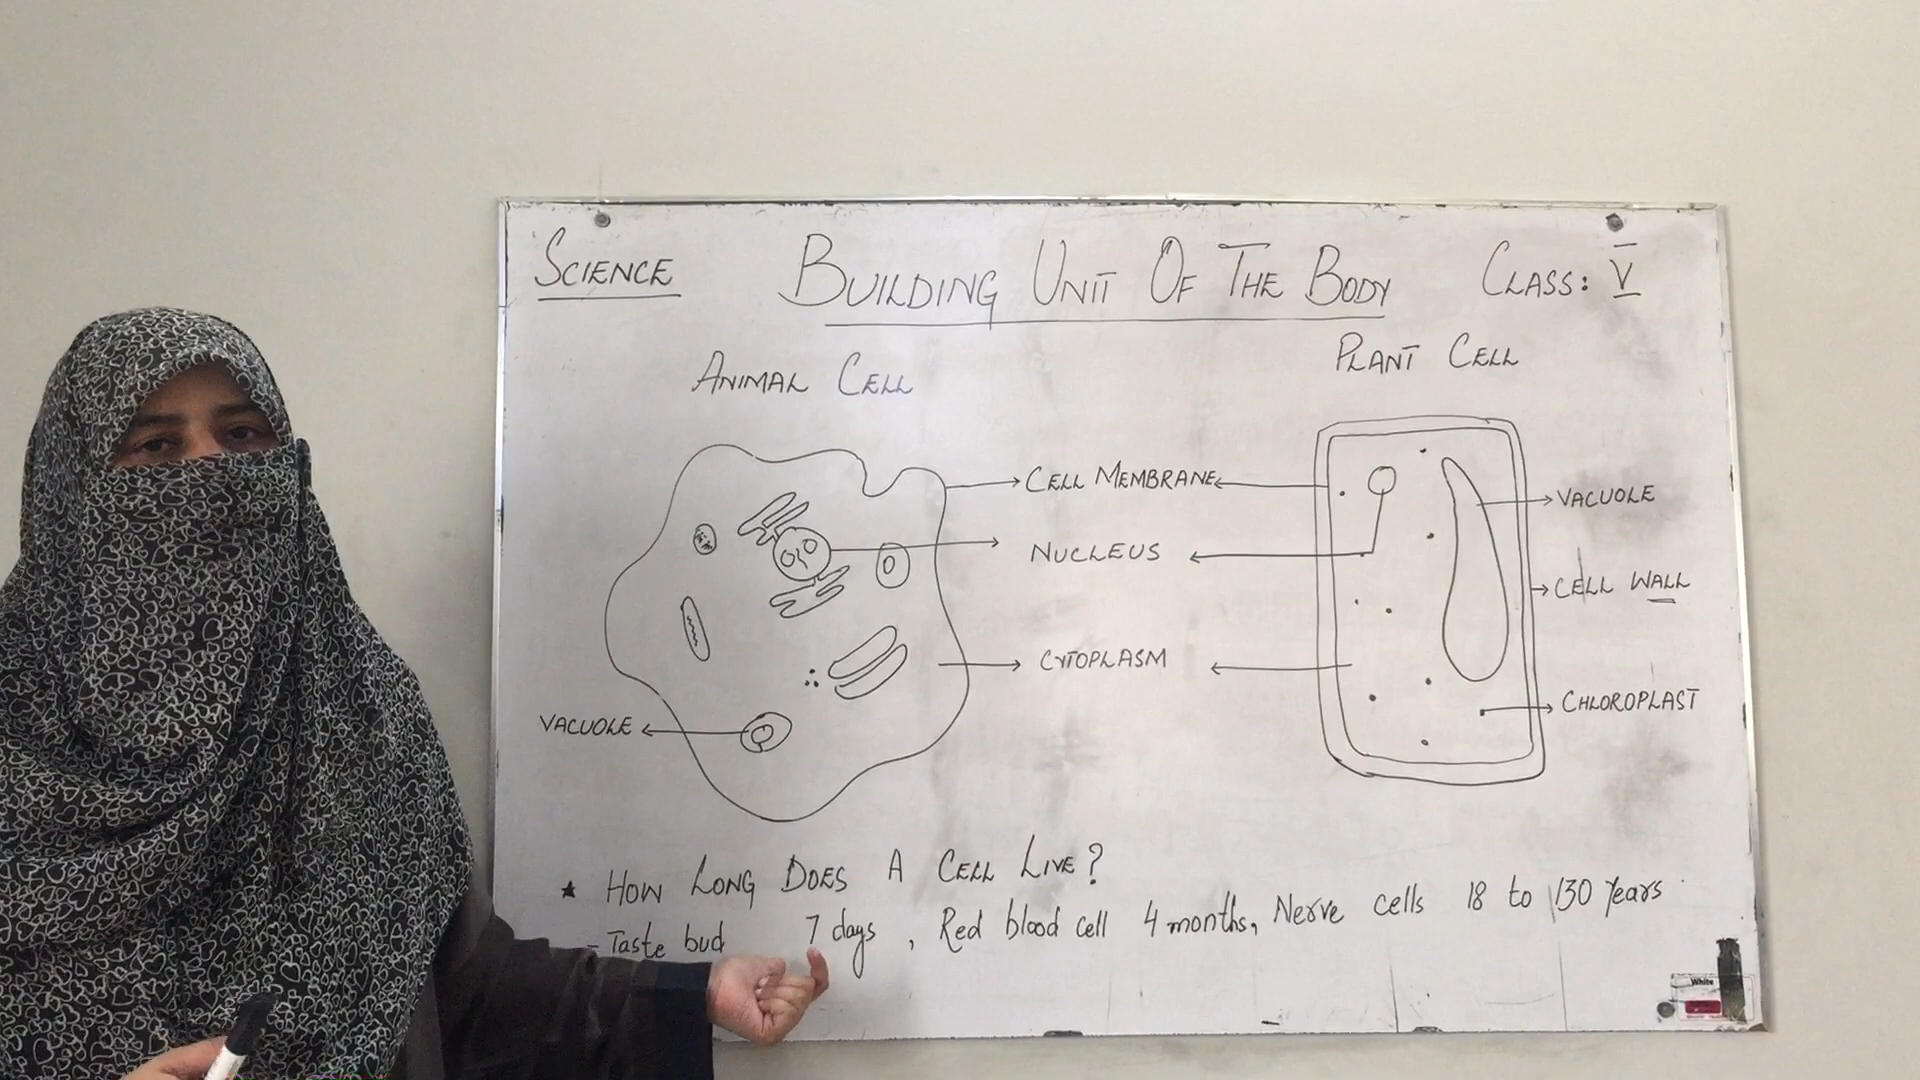 SCIENCE BUILDING UNIT OF THE BODY CLASS: V
ANIMAL CELL
PLANT CELL
CELL MEMBRANE
NUCLEUS
CYTOPLASM
VACUOLE
VACUOLE
CELL WALL
CHLOROPLAST
★ HOW LONG DOES A CELL LIVE?
- Taste bud 7 days, Red blood cell 4 months, Nerve cells 18 to 130 years
White